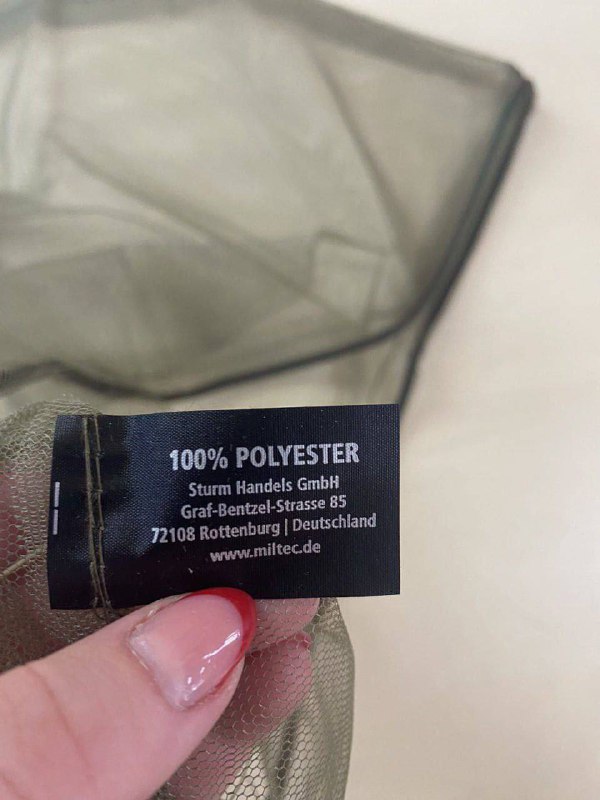 100% POLYESTER
Sturm Handels GmbH
Graf-Bentzel-Strasse 85
72108 Rottenburg | Deutschland
www.miltec.de